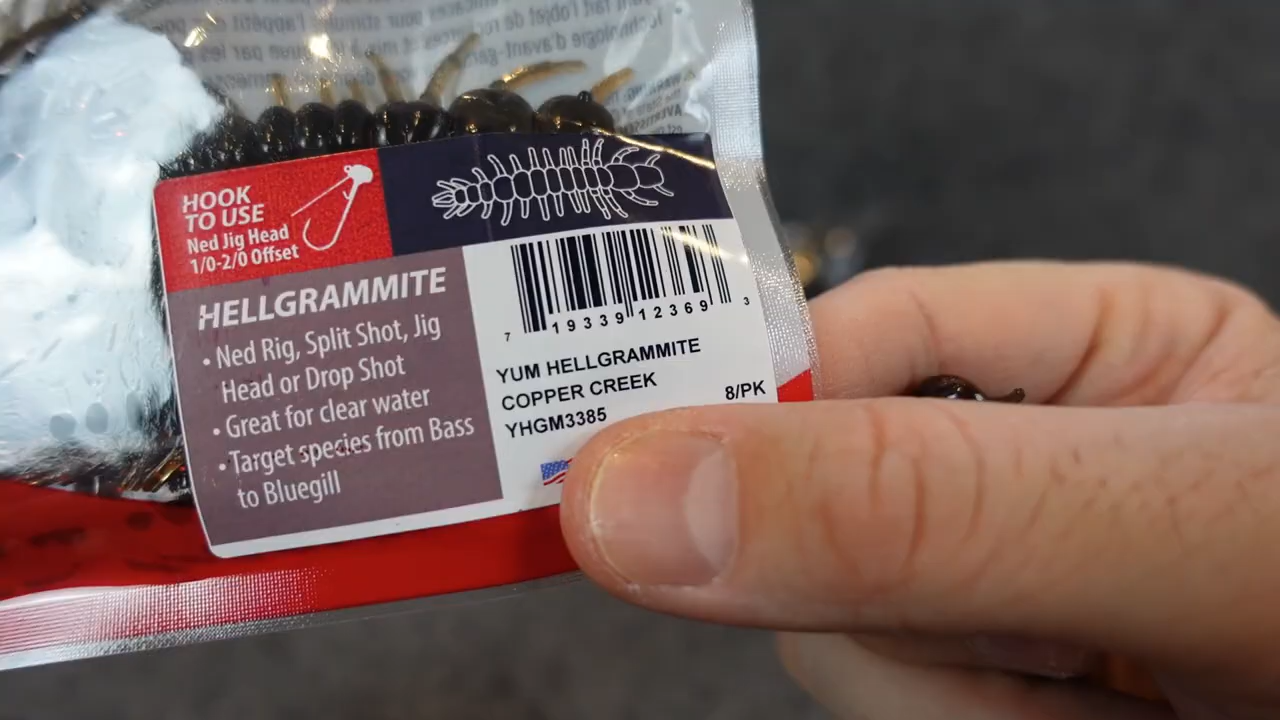 HOOK
TO USE
Ned Jig Head
1/0-2/0 Offset
HELLGRAMMITE
• Ned Rig, Split Shot, Jig
Head or Drop Shot
• Great for clear water
• Target species from Bass
to Bluegill
7 19339 12369 3
YUM HELLGRAMMITE
COPPER CREEK
8/PK
YHGM3385